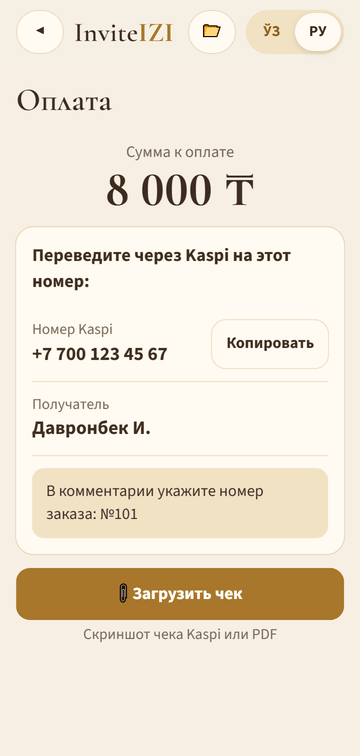 InviteIZI
ЎЗ
РУ
Оплата
Сумма к оплате
8 000 ₸
Переведите через Kaspi на этот
номер:
Номер Kaspi
+7 700 123 45 67
Копировать
Получатель
Давронбек И.
В комментарии укажите номер
заказа: №101
Загрузить чек
Скриншот чека Kaspi или PDF